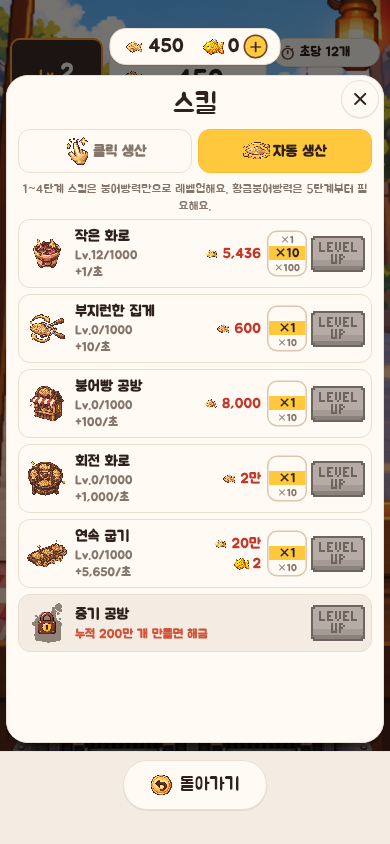 450
0
초당 12개
스킬
클릭 생산
자동 생산
1~4단계 스킬은 붕어빵력만으로 레벨업해요. 황금붕어빵력은 5단계부터 필
요해요.
작은 화로
Lv.12/1000
+1/초
5,436
×1
×10
×100
LEVEL
UP
부지런한 집게
Lv.0/1000
+10/초
600
×1
×10
LEVEL
UP
붕어빵 공방
Lv.0/1000
+100/초
8,000
×1
×10
LEVEL
UP
회전 화로
Lv.0/1000
+1,000/초
2만
×1
×10
LEVEL
UP
연속 굽기
Lv.0/1000
+5,650/초
20만
2
×1
×10
LEVEL
UP
증기 공방
누적 200만 개 만들면 해금
LEVEL
UP
돌아가기